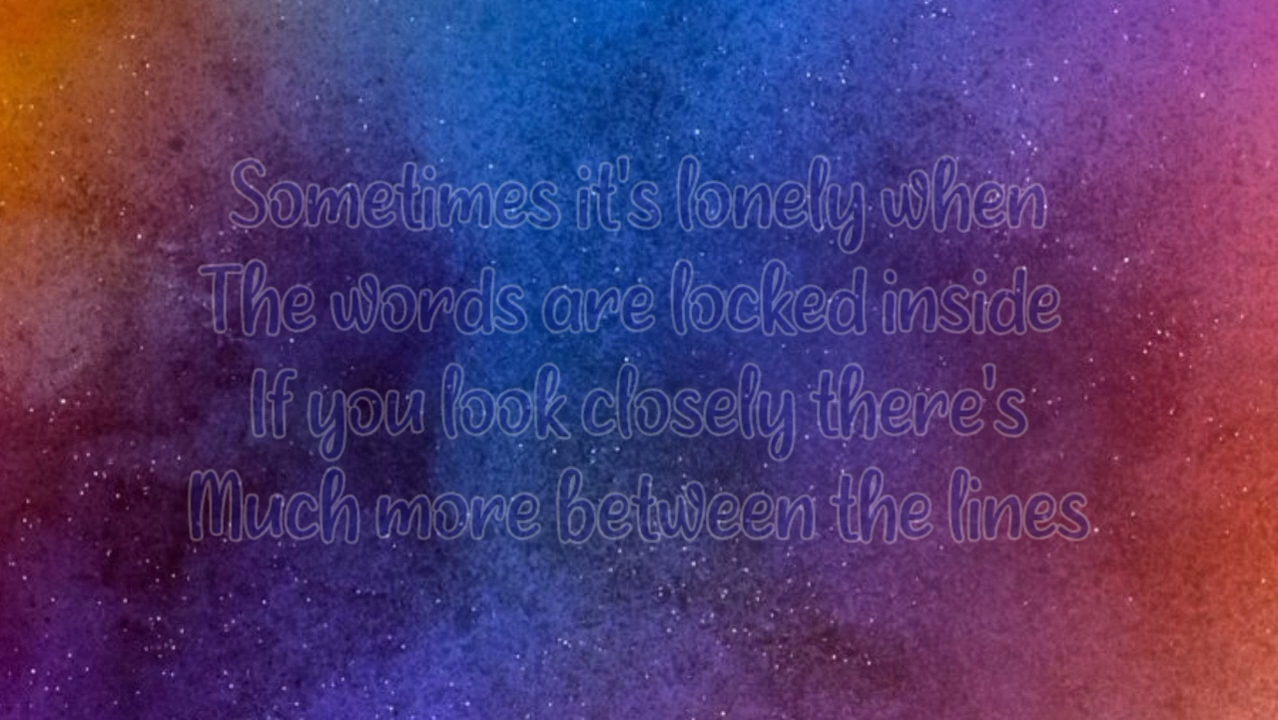 Sometimes it's lonely when
The words are locked inside
If you look closely there's
Much more between the lines